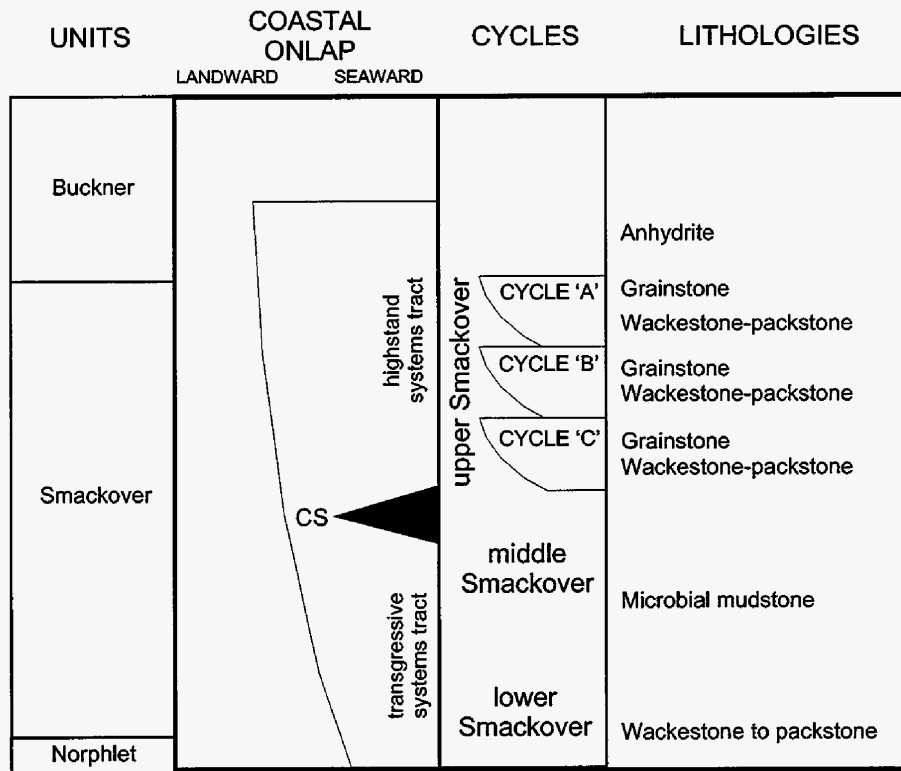 UNITS
COASTAL
ONLAP
LANDWARD SEAWARD
CYCLES
LITHOLOGIES
Buckner
Smackover
Norphlet
highstand
systems tract
CS
transgressive
systems tract
upper Smackover
CYCLE ‘A’
CYCLE ‘B’
CYCLE ‘C’
middle
Smackover
lower
Smackover
Anhydrite
Grainstone
Wackestone-packstone
Grainstone
Wackestone-packstone
Grainstone
Wackestone-packstone
Microbial mudstone
Wackestone to packstone